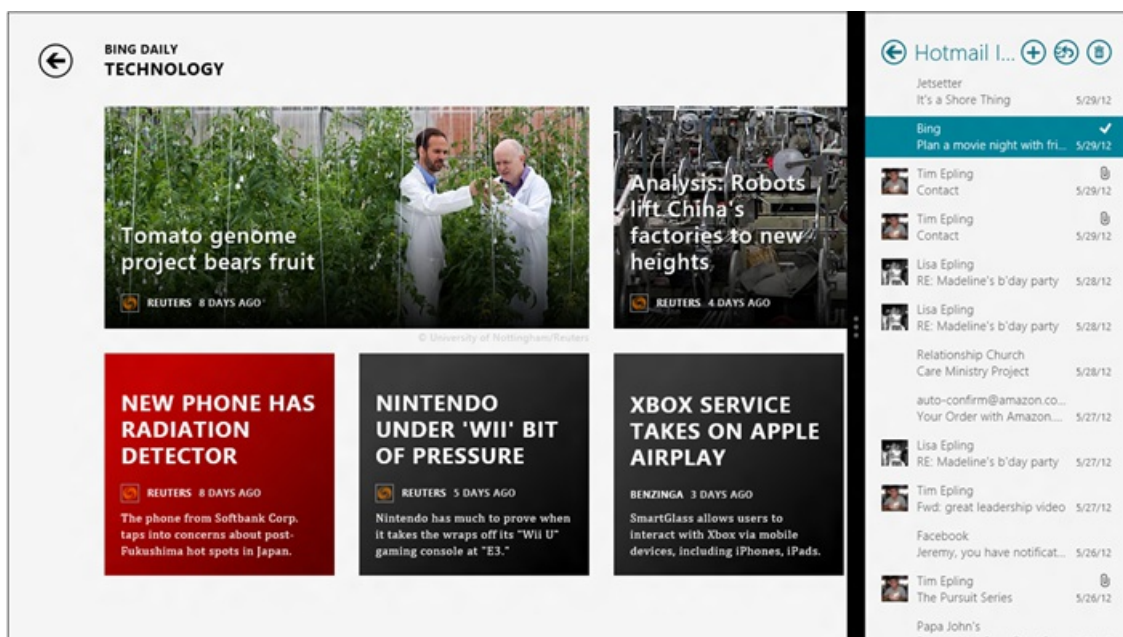 BING DAILY
TECHNOLOGY
Tomato genome
project bears fruit
REUTERS 8 DAYS AGO
Analysis: Robots
lift China's
factories to new
heights
REUTERS 4 DAYS AGO
© University of Nottingham/Reuters
NEW PHONE HAS
RADIATION
DETECTOR
REUTERS 8 DAYS AGO
The phone from Softbank Corp.
taps into concerns about post-
Fukushima hot spots in Japan.
NINTENDO
UNDER 'WII' BIT
OF PRESSURE
REUTERS 5 DAYS AGO
Nintendo has much to prove when
it takes the wraps off its "Wii U"
gaming console at "E3."
XBOX SERVICE
TAKES ON APPLE
AIRPLAY
BENZINGA 3 DAYS AGO
SmartGlass allows users to
interact with Xbox via mobile
devices, including iPhones, iPads.
Hotmail I...
Jetsetter
It's a Shore Thing 5/29/12
Bing
Plan a movie night with fri... 5/29/12
Tim Epling
Contact 5/29/12
Tim Epling
Contact 5/29/12
Lisa Epling
RE: Madeline's b'day party 5/28/12
Lisa Epling
RE: Madeline's b'day party 5/28/12
Relationship Church
Care Ministry Project 5/28/12
auto-confirm@amazon.co...
Your Order with Amazon.... 5/27/12
Lisa Epling
RE: Madeline's b'day party 5/27/12
Tim Epling
Fwd: great leadership video 5/27/12
Facebook
Jeremy, you have notificat... 5/26/12
Tim Epling
The Pursuit Series 5/26/12
Papa John's